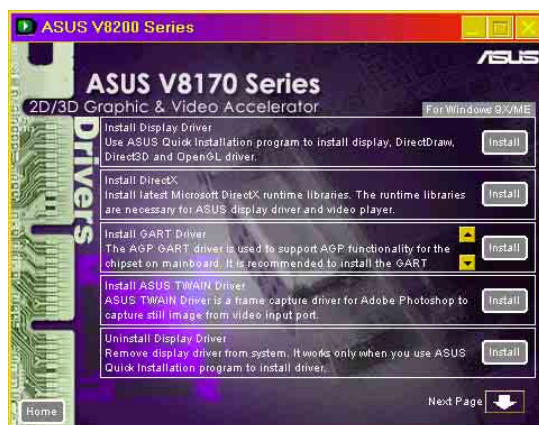 ASUS V8200 Series
ASUS
ASUS V8170 Series
2D/3D Graphic & Video Accelerator
For Windows 9X/ME
Drivers
Install Display Driver
Use ASUS Quick Installation program to install display, DirectDraw,
Direct3D and OpenGL driver.
Install
Install DirectX
Install latest Microsoft DirectX runtime libraries. The runtime libraries
are necessary for ASUS display driver and video player.
Install
Install GART Driver
The AGP GART driver is used to support AGP functionality for the
chipset on mainboard. It is recommended to install the GART
Install
Install ASUS TWAIN Driver
ASUS TWAIN Driver is a frame capture driver for Adobe Photoshop to
capture still image from video input port.
Install
Uninstall Display Driver
Remove display driver from system. It works only when you use ASUS
Quick Installation program to install driver.
Install
Next Page
Home